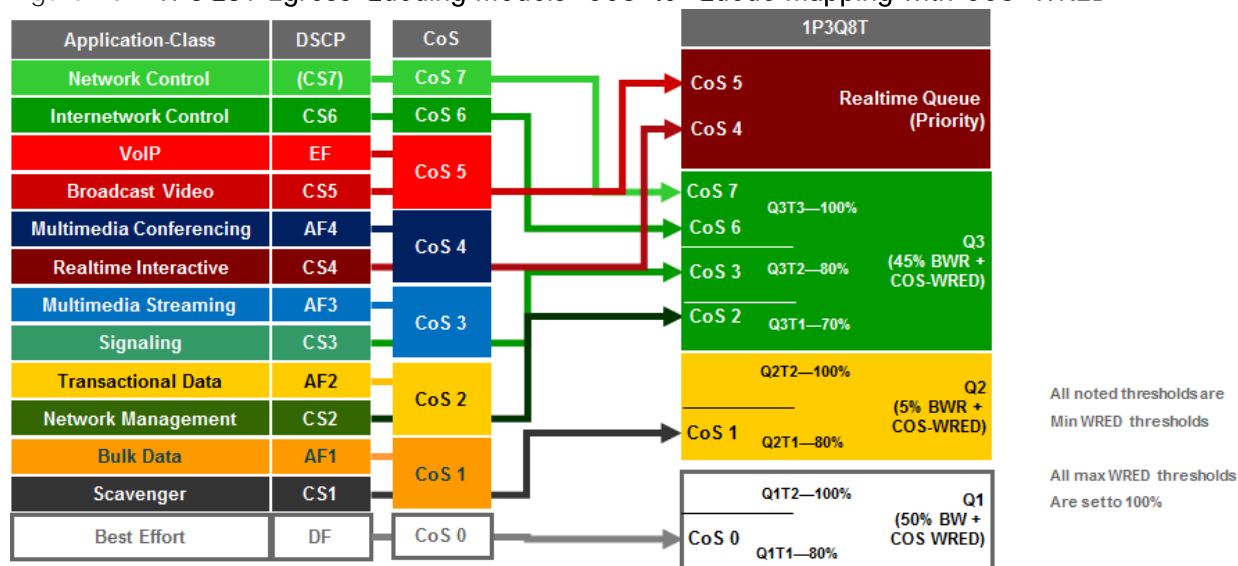 Application-Class DSCP CoS 1P3Q8T
Network Control (CS7) CoS 7
Internetwork Control CS6 CoS 6
VoIP EF
CoS 5
Broadcast Video CS5
Multimedia Conferencing AF4
CoS 4
Realtime Interactive CS4
Multimedia Streaming AF3
CoS 3
Signaling CS3
Transactional Data AF2
CoS 2
Network Management CS2
Bulk Data AF1
CoS 1
Scavenger CS1
Best Effort DF CoS 0
CoS 5
Realtime Queue
(Priority)
CoS 4
CoS 7
Q3T3—100%
CoS 6
Q3
(45% BWR +
COS-WRED)
CoS 3 Q3T2—80%
CoS 2 Q3T1—70%
Q2T2—100%
Q2
(5% BWR +
COS-WRED)
CoS 1 Q2T1—80%
Q1T2—100%
Q1
(50% BW +
COS WRED)
CoS 0 Q1T1—80%
All noted thresholds are
Min WRED thresholds
All max WRED thresholds
Are set to 100%